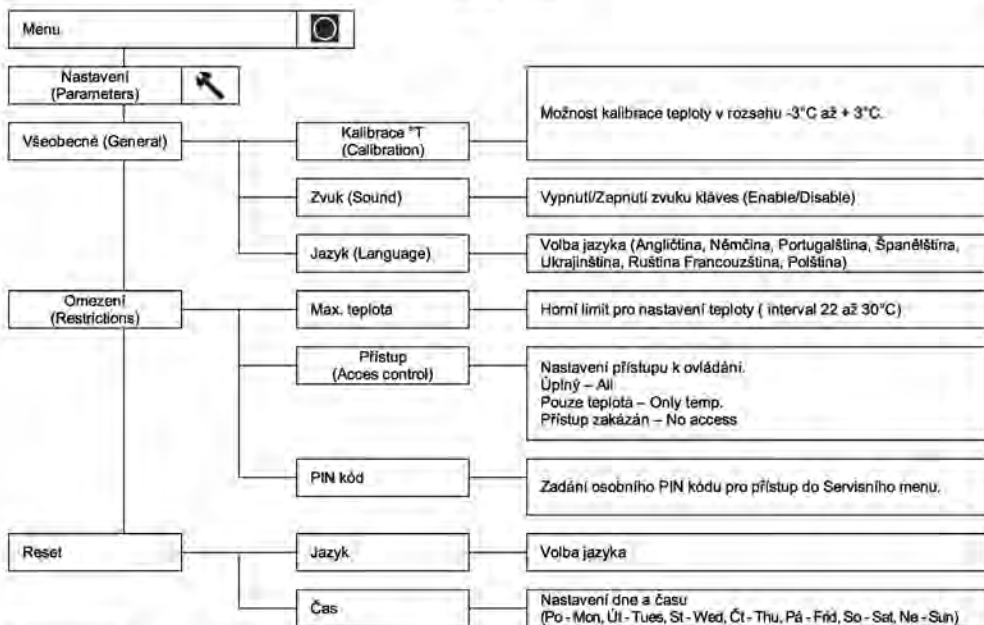 Menu
Nastavení
(Parameters)
Všeobecné (General)
Kalibrace °T
(Calibration)
Možnost kalibrace teploty v rozsahu -3°C až + 3°C.
Zvuk (Sound)
Vypnutí/Zapnutí zvuku kláves (Enable/Disable)
Jazyk (Language)
Volba jazyka (Angličtina, Němčina, Portugalština, Španělština,
Ukrajinština, Ruština Francouzština, Polština)
Omezení
(Restrictions)
Max. teplota
Horní limit pro nastavení teploty ( interval 22 až 30°C)
Přístup
(Acces control)
Nastavení přístupu k ovládání.
Úplný – All
Pouze teplota – Only temp.
Přístup zakázán – No access
PIN kód
Zadání osobního PIN kódu pro přístup do Servisního menu.
Reset
Jazyk
Volba jazyka
Čas
Nastavení dne a času
(Po - Mon, Út - Tues, St - Wed, Čt - Thu, Pá - Frid, So - Sat, Ne - Sun)